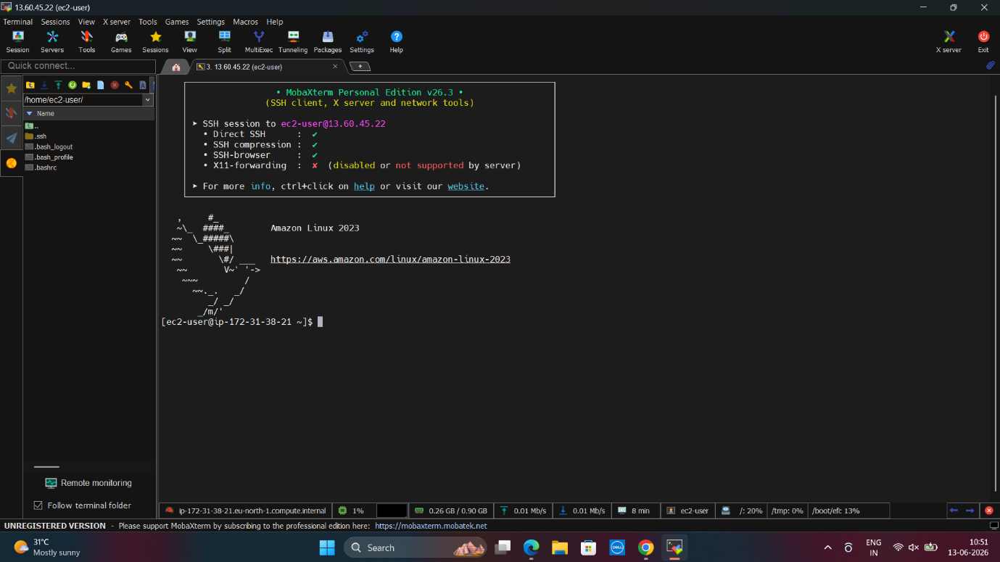 13.60.45.22 (ec2-user)
Terminal Sessions View X server Tools Games Settings Macros Help
Session Servers Tools Games Sessions View Split MultiExec Tunneling Packages Settings Help X server Exit
Quick connect...
3. 13.60.45.22 (ec2-user)
/home/ec2-user/
Name
..
.ssh
.bash_logout
.bash_profile
.bashrc
• MobaXterm Personal Edition v26.3 •
(SSH client, X server and network tools)
➤ SSH session to ec2-user@13.60.45.22
• Direct SSH : ✔
• SSH compression : ✔
• SSH-browser : ✔
• X11-forwarding : ✘ (disabled or not supported by server)
➤ For more info, ctrl+click on help or visit our website.
   ,     #_
   ~\_  ####_        Amazon Linux 2023
  ~~  \_#####\
  ~~     \###|
  ~~       \#/ ___   https://aws.amazon.com/linux/amazon-linux-2023
   ~~       V~' '->
    ~~~         /
      ~~._.   _/
         _/ _/
       _/m/'
[ec2-user@ip-172-31-38-21 ~]$
Remote monitoring
Follow terminal folder
ip-172-31-38-21.eu-north-1.compute.internal 1% 0.26 GB / 0.90 GB 0.01 Mb/s 0.01 Mb/s 8 min ec2-user /: 20% /tmp: 0% /boot/efi: 13%
UNREGISTERED VERSION - Please support MobaXterm by subscribing to the professional edition here: https://mobaxterm.mobatek.net
31°C
Mostly sunny
Search
DELL
ENG
IN
10:51
13-06-2026